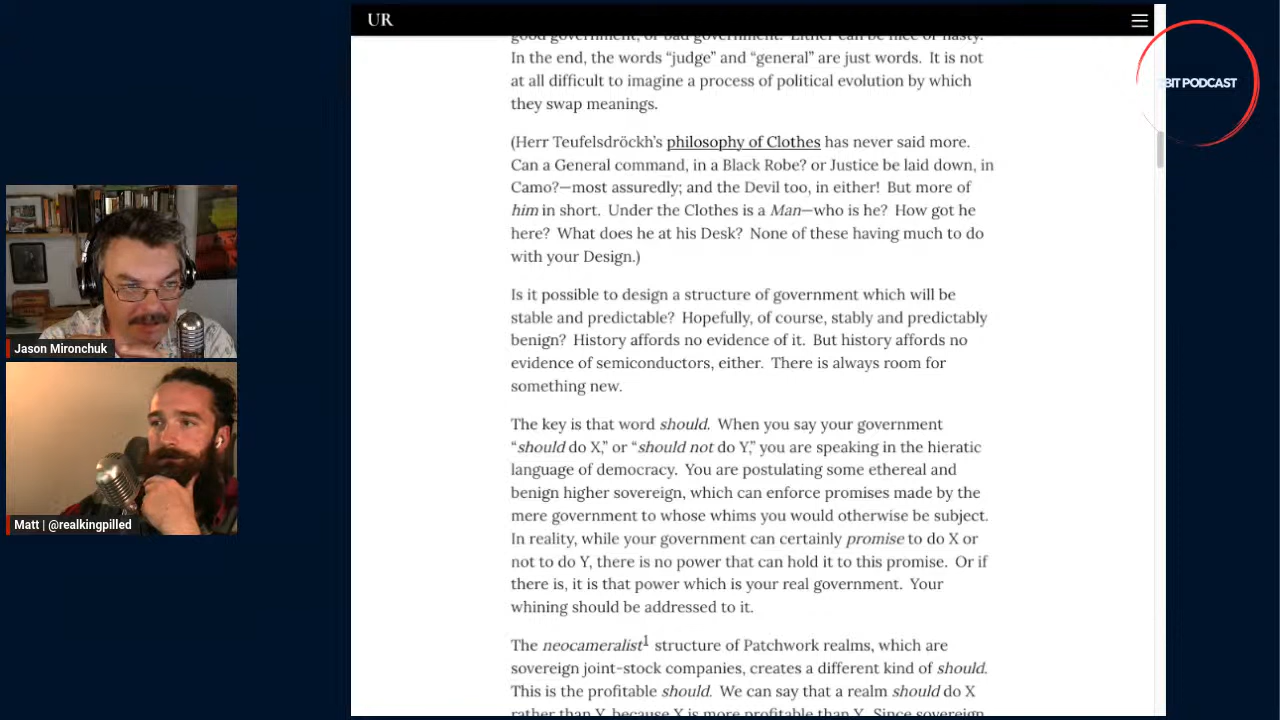 UR
good government, or bad government. Either can be nice or nasty.
In the end, the words “judge” and “general” are just words. It is not
at all difficult to imagine a process of political evolution by which
they swap meanings.
(Herr Teufelsdröckh’s philosophy of Clothes has never said more.
Can a General command, in a Black Robe? or Justice be laid down, in
Camo?—most assuredly; and the Devil too, in either! But more of
him in short. Under the Clothes is a Man—who is he? How got he
here? What does he at his Desk? None of these having much to do
with your Design.)
Is it possible to design a structure of government which will be
stable and predictable? Hopefully, of course, stably and predictably
benign? History affords no evidence of it. But history affords no
evidence of semiconductors, either. There is always room for
something new.
The key is that word should. When you say your government
“should do X,” or “should not do Y,” you are speaking in the hieratic
language of democracy. You are postulating some ethereal and
benign higher sovereign, which can enforce promises made by the
mere government to whose whims you would otherwise be subject.
In reality, while your government can certainly promise to do X or
not to do Y, there is no power that can hold it to this promise. Or if
there is, it is that power which is your real government. Your
whining should be addressed to it.
The neocameralist1 structure of Patchwork realms, which are
sovereign joint-stock companies, creates a different kind of should.
This is the profitable should. We can say that a realm should do X
rather than Y, because X is more profitable than Y. Since sovereign
BIT PODCAST
Jason Mironchuk
Matt | @realkingpilled